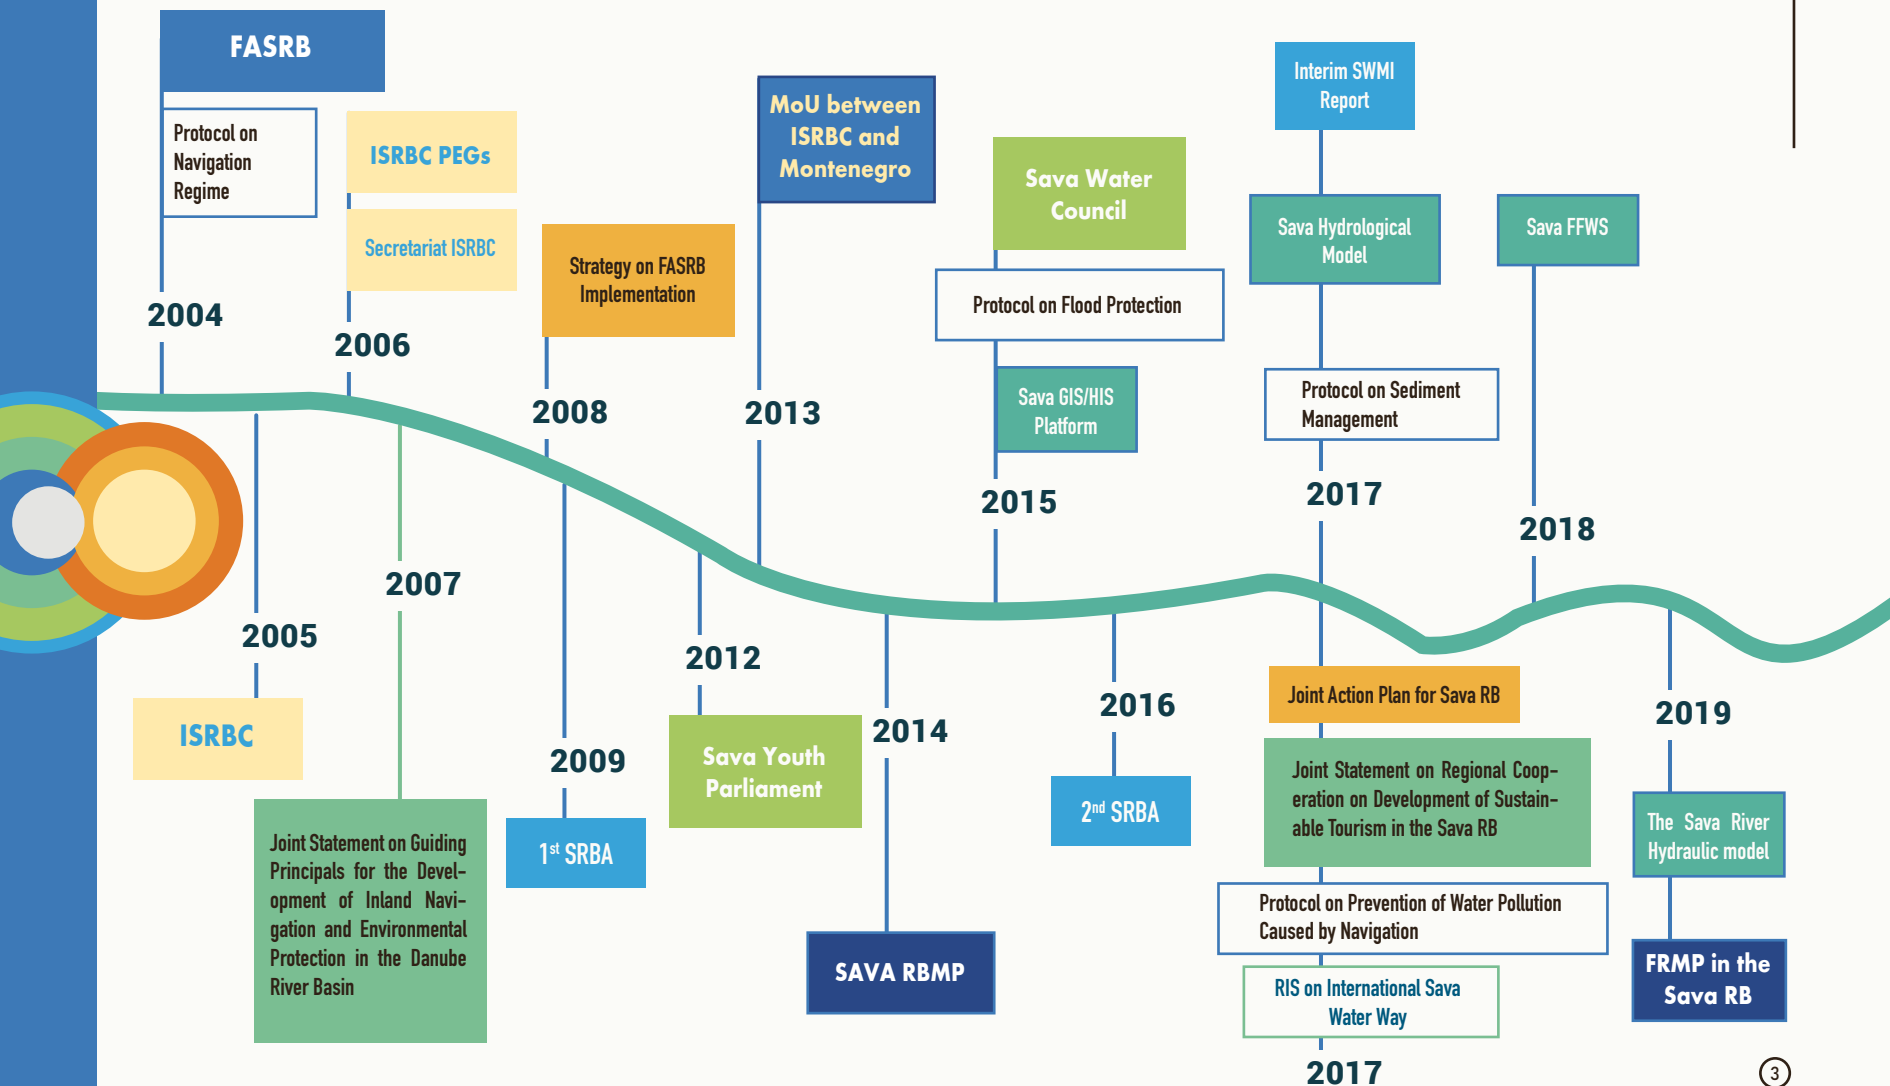 FASRB
Protocol on
Navigation
Regime
2004
ISRBC PEGs
Secretariat ISRBC
2006
Strategy on FASRB
Implementation
2008
MoU between
ISRBC and
Montenegro
2013
Sava Water
Council
Protocol on Flood Protection
Sava GIS/HIS
Platform
2015
Interim SWMI
Report
Sava Hydrological
Model
Protocol on Sediment
Management
2017
Sava FFWS
2018
2005
ISRBC
2007
Joint Statement on Guiding
Principals for the Devel-
opment of Inland Navi-
gation and Environmental
Protection in the Danube
River Basin
2009
1st SRBA
2012
Sava Youth
Parliament
2014
SAVA RBMP
2016
2nd SRBA
Joint Action Plan for Sava RB
Joint Statement on Regional Coop-
eration on Development of Sustain-
able Tourism in the Sava RB
Protocol on Prevention of Water Pollution
Caused by Navigation
RIS on International Sava
Water Way
2017
2019
The Sava River
Hydraulic model
FRMP in the
Sava RB
3